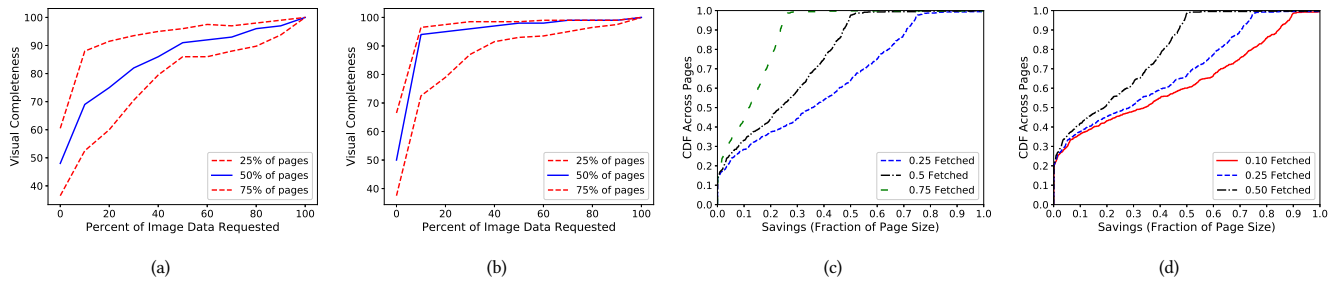 100
90
80
70
60
50
40
Visual Completeness
0 20 40 60 80 100
Percent of Image Data Requested
25% of pages
50% of pages
75% of pages
(a)
100
90
80
70
60
50
40
Visual Completeness
0 20 40 60 80 100
Percent of Image Data Requested
25% of pages
50% of pages
75% of pages
(b)
1.0
0.9
0.8
0.7
0.6
0.5
0.4
0.3
0.2
0.1
0.0
CDF Across Pages
0.0 0.1 0.2 0.3 0.4 0.5 0.6 0.7 0.8 0.9 1.0
Savings (Fraction of Page Size)
0.25 Fetched
0.5 Fetched
0.75 Fetched
(c)
1.0
0.9
0.8
0.7
0.6
0.5
0.4
0.3
0.2
0.1
0.0
CDF Across Pages
0.0 0.1 0.2 0.3 0.4 0.5 0.6 0.7 0.8 0.9 1.0
Savings (Fraction of Page Size)
0.10 Fetched
0.25 Fetched
0.50 Fetched
(d)